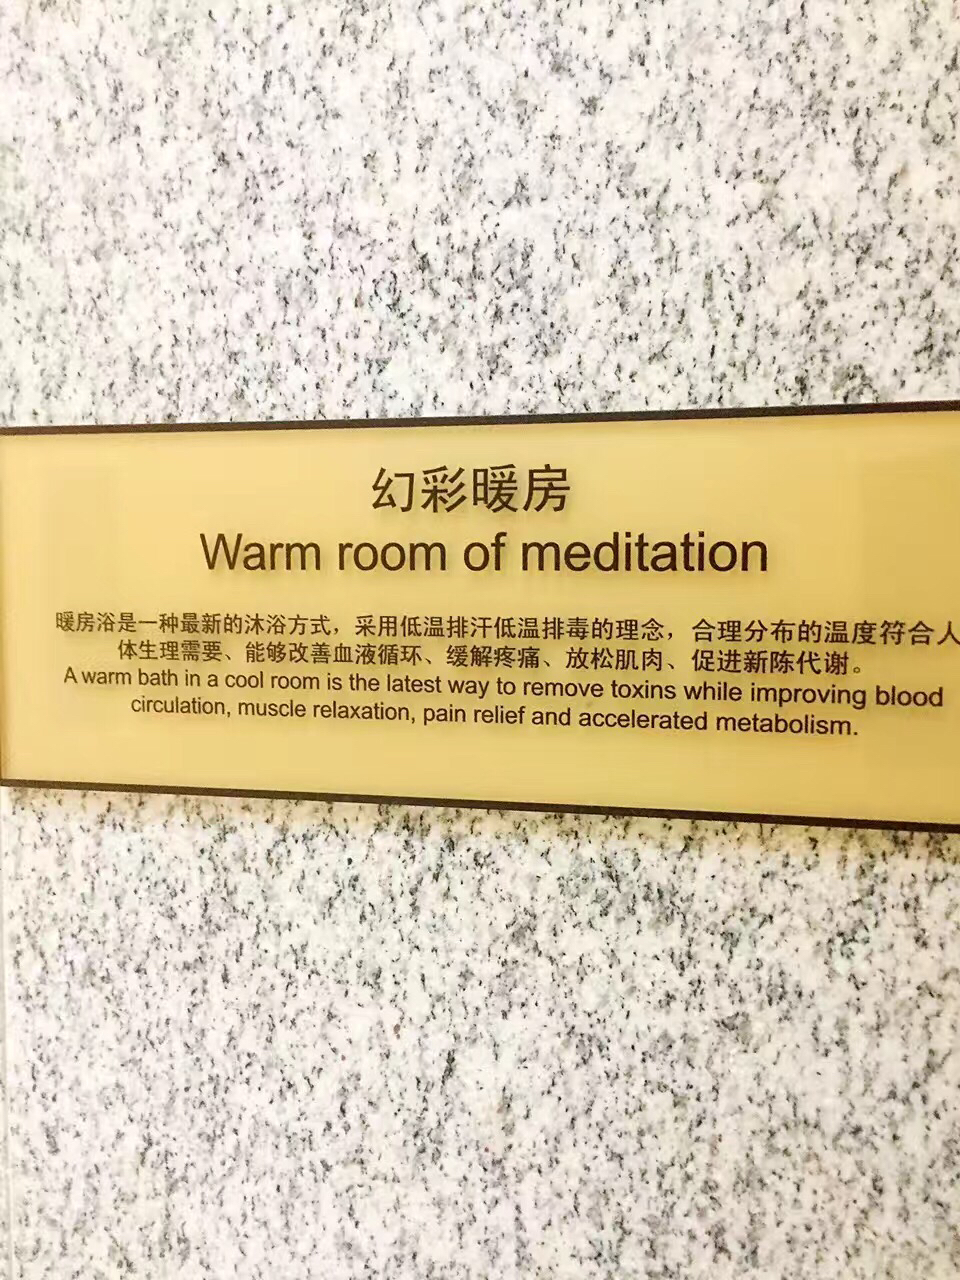 幻彩暖房
Warm room of meditation
暖房浴是一种最新的沐浴方式，采用低温排汗低温排毒的理念，合理分布的温度符合人
体生理需要、能够改善血液循环、缓解疼痛、放松肌肉、促进新陈代谢。
A warm bath in a cool room is the latest way to remove toxins while improving blood
circulation, muscle relaxation, pain relief and accelerated metabolism.